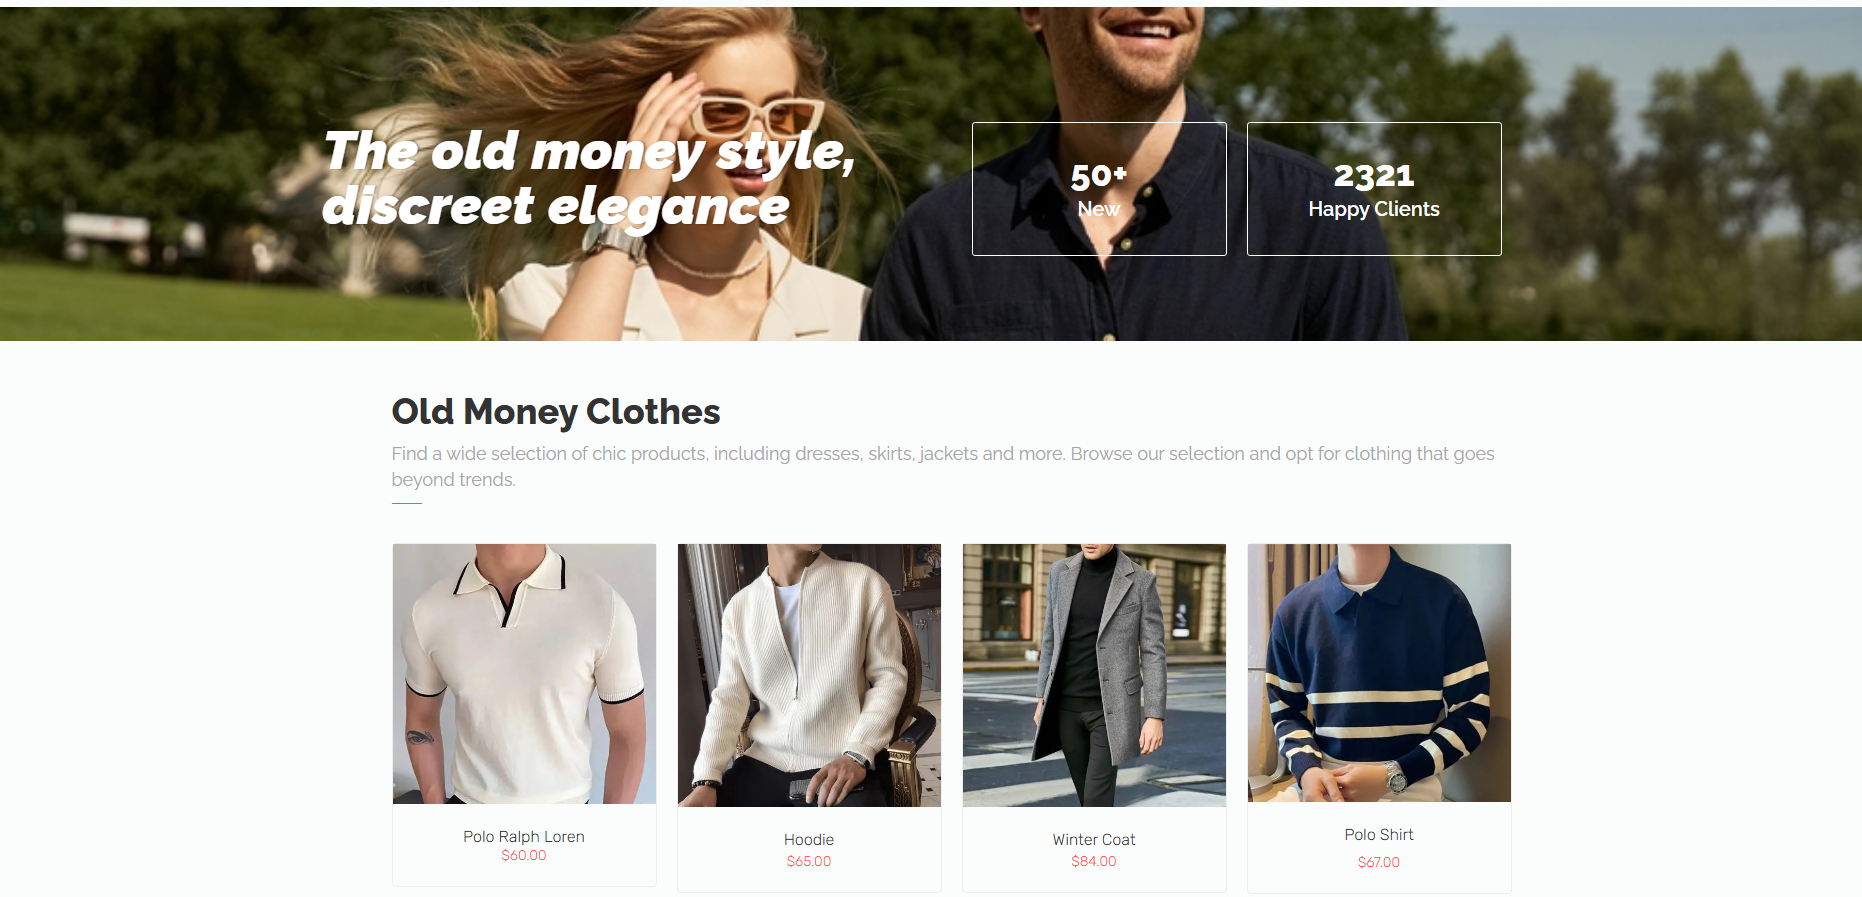 The old money style,
discreet elegance
50+
New
2321
Happy Clients
Old Money Clothes
Find a wide selection of chic products, including dresses, skirts, jackets and more. Browse our selection and opt for clothing that goes
beyond trends.
Polo Ralph Loren
$60.00
Hoodie
$65.00
Winter Coat
$84.00
Polo Shirt
$67.00